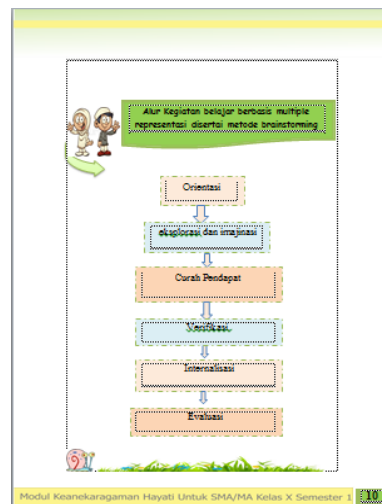 Alur Kegiatan belajar berbasis multiple
representasi disertai metode brainstorming
Orientasi
eksplorasi dan imajinasi
Curah Pendapat
Verifikasi
Internalisasi
Evaluasi
Modul Keanekaragaman Hayati Untuk SMA/MA Kelas X Semester 1 10